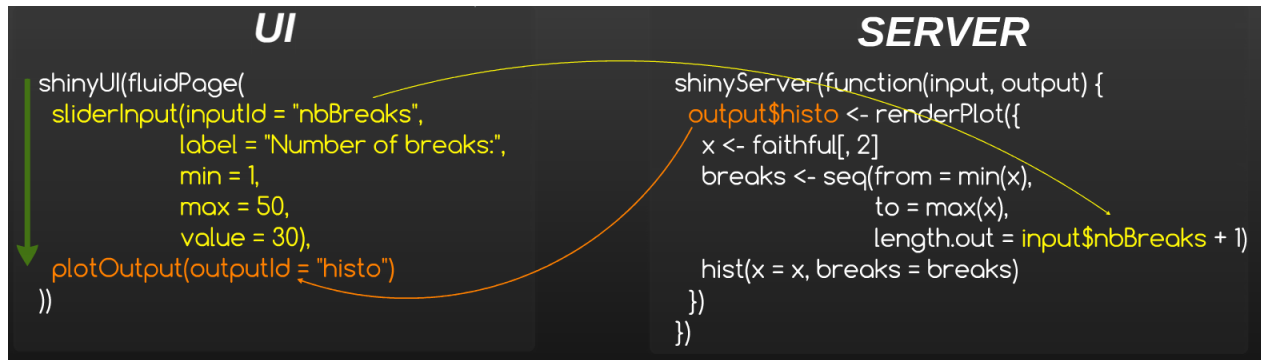 UI
shinyUI(fluidPage(
sliderInput(inputId = "nbBreaks",
label = "Number of breaks:",
min = 1,
max = 50,
value = 30),
plotOutput(outputId = "histo")
))
SERVER
shinyServer(function(input, output) {
output$histo <- renderPlot({
x <- faithful[, 2]
breaks <- seq(from = min(x),
to = max(x),
length.out = input$nbBreaks + 1)
hist(x = x, breaks = breaks)
})
})